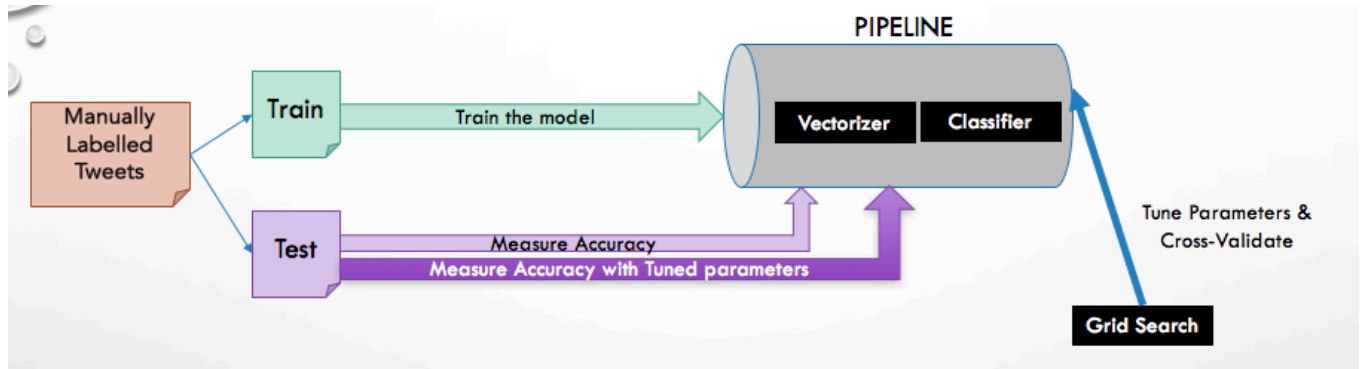 PIPELINE
Manually
Labelled
Tweets
Train
Train the model
Vectorizer
Classifier
Test
Measure Accuracy
Measure Accuracy with Tuned parameters
Tune Parameters &
Cross-Validate
Grid Search